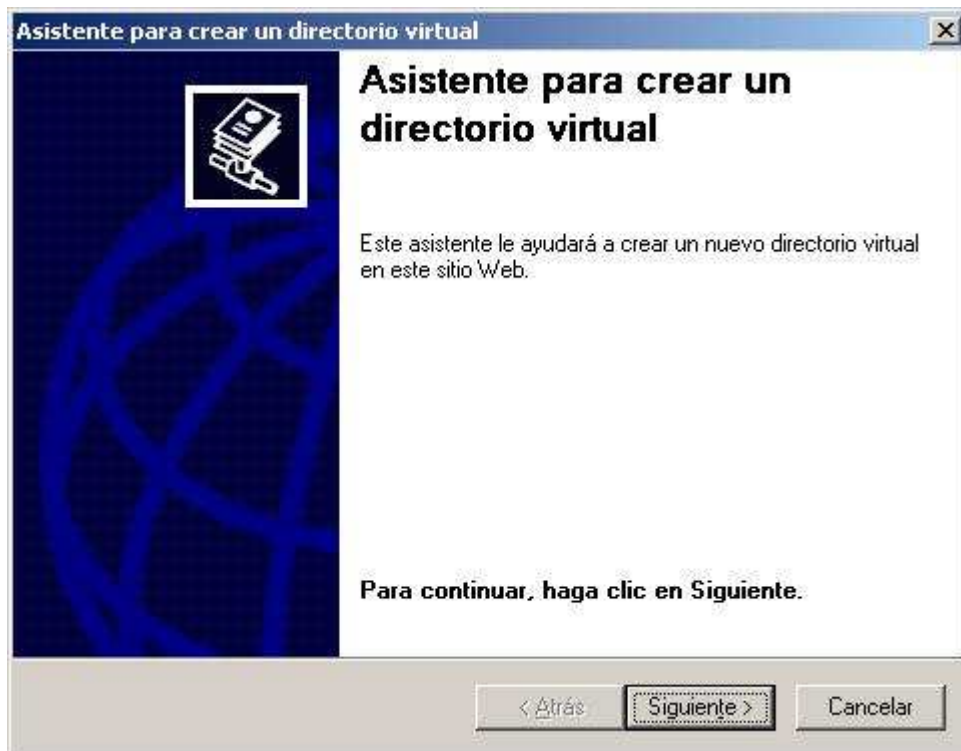 Asistente para crear un directorio virtual
Asistente para crear un
directorio virtual
Este asistente le ayudará a crear un nuevo directorio virtual
en este sitio Web.
Para continuar, haga clic en Siguiente.
< Atrás
Siguiente >
Cancelar